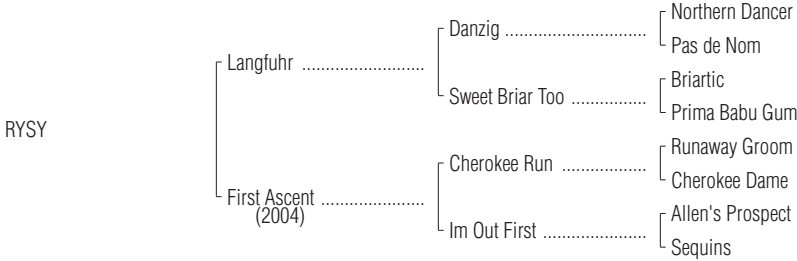 Northern Dancer
Danzig ..............................
Pas de Nom
Langfuhr ..........................
Briartic
Sweet Briar Too ................
Prima Babu Gum
RYSY
Runaway Groom
Cherokee Run ..................
Cherokee Dame
First Ascent ......................
(2004)
Allen's Prospect
Im Out First ......................
Sequins